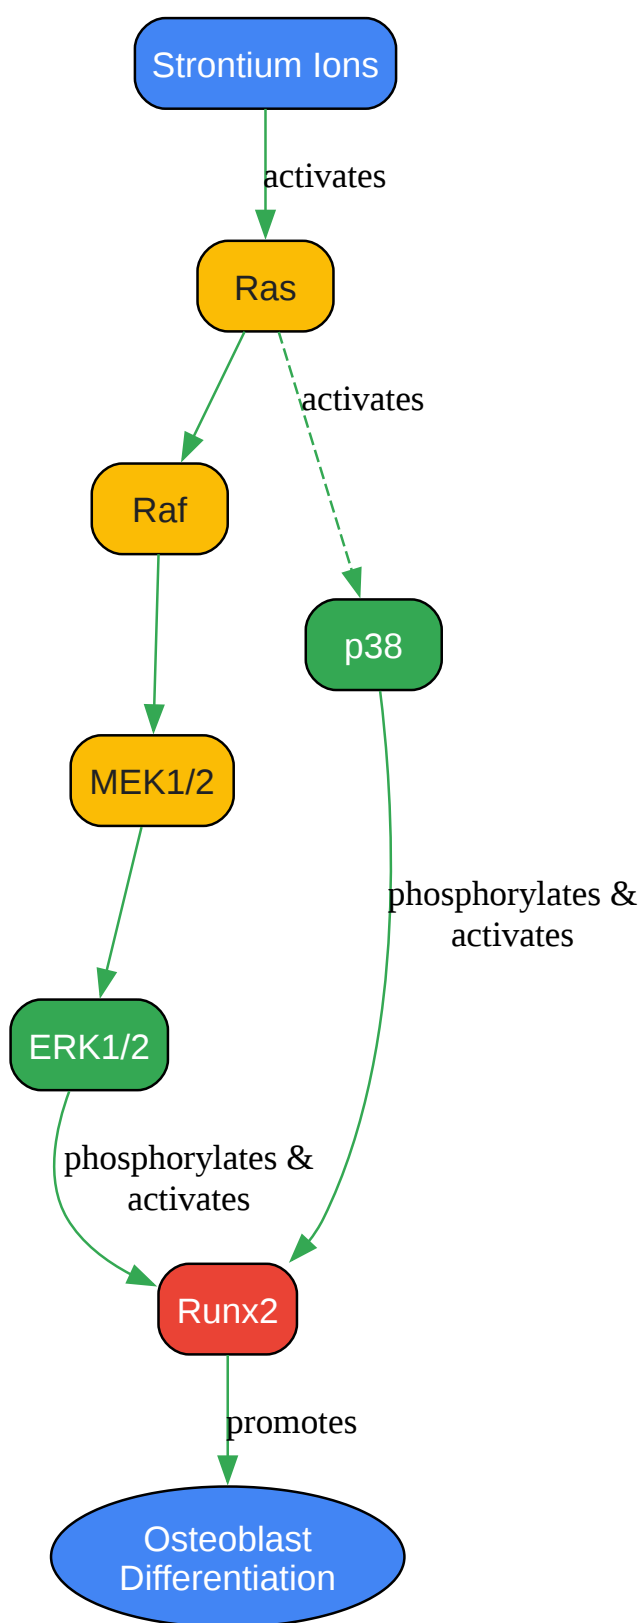 Strontium Ions
activates
Ras
activates
Raf
p38
MEK1/2
phosphorylates &
activates
ERK1/2
phosphorylates &
activates
Runx2
promotes
Osteoblast
Differentiation